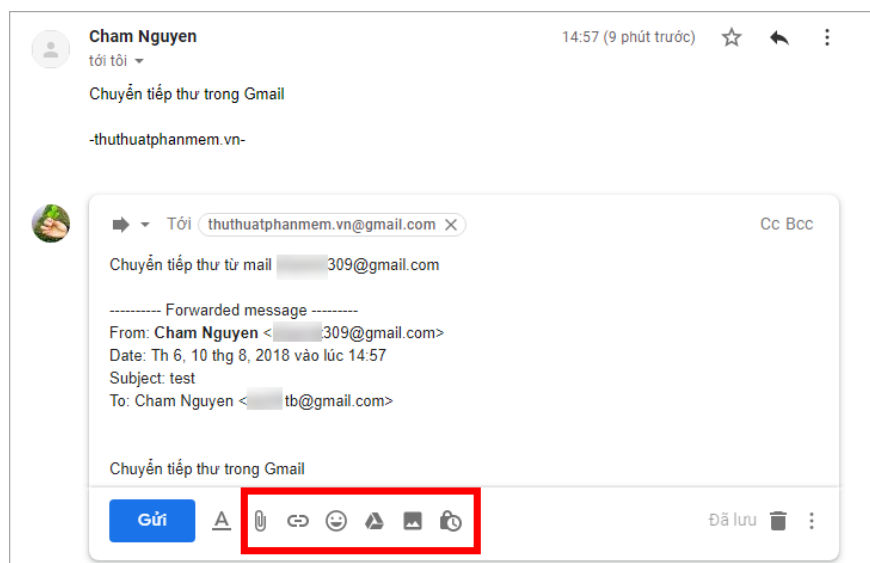 Cham Nguyen
14:57 (9 phút trước)
tới tôi
Chuyển tiếp thư trong Gmail
-thuthuatphanmem.vn-
Tới thuthuatphanmem.vn@gmail.com Cc Bcc
Chuyển tiếp thư từ mail 309@gmail.com
---------- Forwarded message ---------
From: Cham Nguyen < 309@gmail.com>
Date: Th 6, 10 thg 8, 2018 vào lúc 14:57
Subject: test
To: Cham Nguyen < tb@gmail.com>
Chuyển tiếp thư trong Gmail
Gửi A Đã lưu